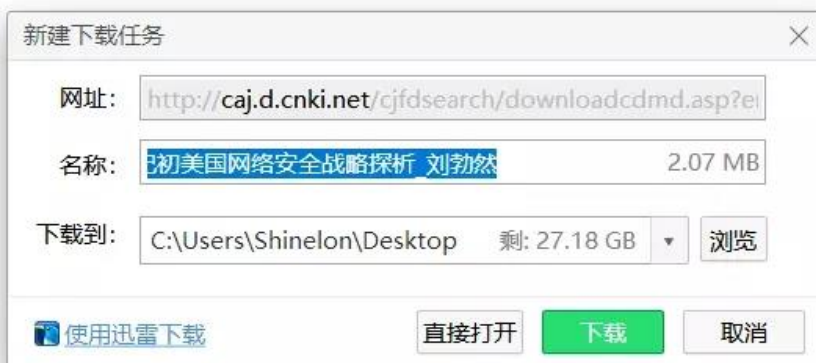 新建下载任务
网址： http://caj.d.cnki.net/cjfdsearch/downloadcdmd.asp?e
名称： 初美国网络安全战略探析_刘勃然 2.07 MB
下载到： C:\Users\Shinelon\Desktop 剩: 27.18 GB 浏览
使用迅雷下载 直接打开 下载 取消